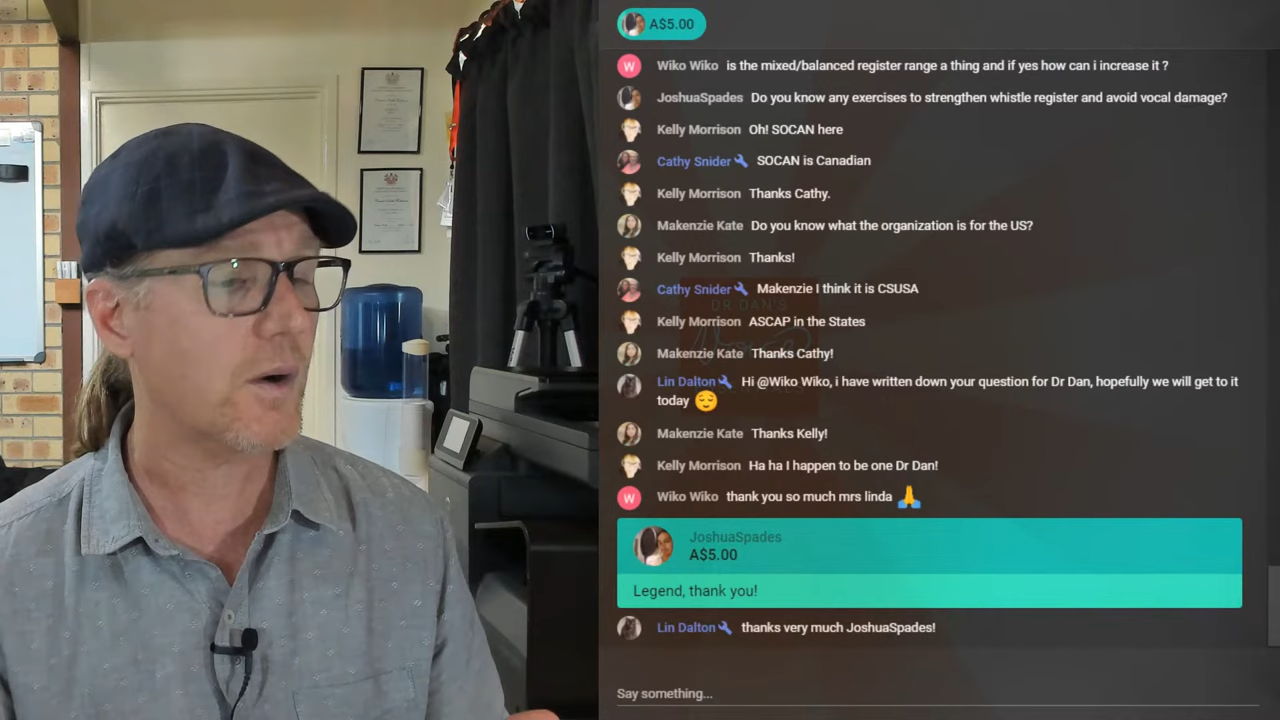 A$5.00
W Wiko Wiko is the mixed/balanced register range a thing and if yes how can i increase it ?
JoshuaSpades Do you know any exercises to strengthen whistle register and avoid vocal damage?
Kelly Morrison Oh! SOCAN here
Cathy Snider SOCAN is Canadian
Kelly Morrison Thanks Cathy.
Makenzie Kate Do you know what the organization is for the US?
Kelly Morrison Thanks!
Cathy Snider Makenzie I think it is CSUSA
DR DAN'S
Kelly Morrison ASCAP in the States
Makenzie Kate Thanks Cathy!
Lin Dalton Hi @Wiko Wiko, i have written down your question for Dr Dan, hopefully we will get to it
today 😌
Makenzie Kate Thanks Kelly!
Kelly Morrison Ha ha I happen to be one Dr Dan!
W Wiko Wiko thank you so much mrs linda 🙏
JoshuaSpades
A$5.00
Legend, thank you!
Lin Dalton thanks very much JoshuaSpades!
Say something...